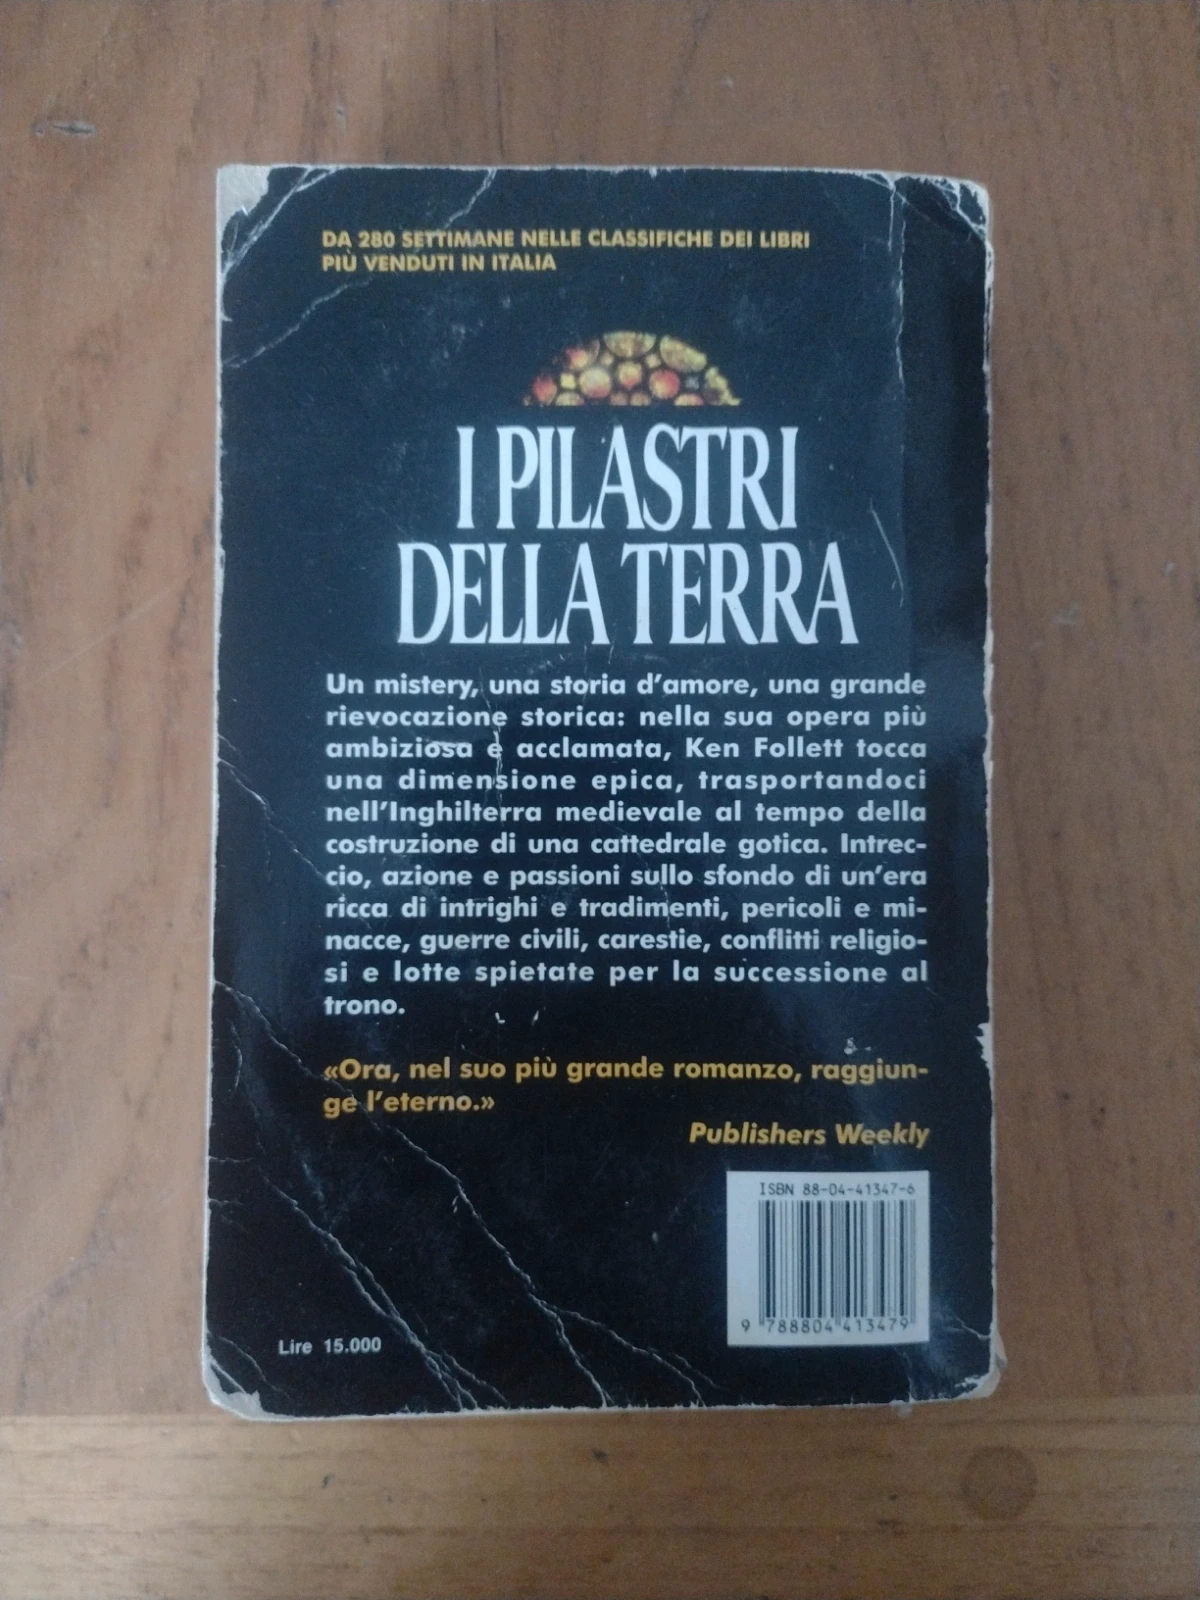 DA 280 SETTIMANE NELLE CLASSIFICHE DEI LIBRI
PIÙ VENDUTI IN ITALIA
I PILASTRI
DELLA TERRA
Un mistery, una storia d'amore, una grande
rievocazione storica: nella sua opera più
ambiziosa e acclamata, Ken Follett tocca
una dimensione epica, trasportandoci
nell'Inghilterra medievale al tempo della
costruzione di una cattedrale gotica. Intrec-
cio, azione e passioni sullo sfondo di un'era
ricca di intrighi e tradimenti, pericoli e mi-
nacce, guerre civili, carestie, conflitti religio-
si e lotte spietate per la successione al
trono.
«Ora, nel suo più grande romanzo, raggiun-
ge l'eterno.»
Publishers Weekly
ISBN 88-04-41347-6
9 788804 413479
Lire 15.000